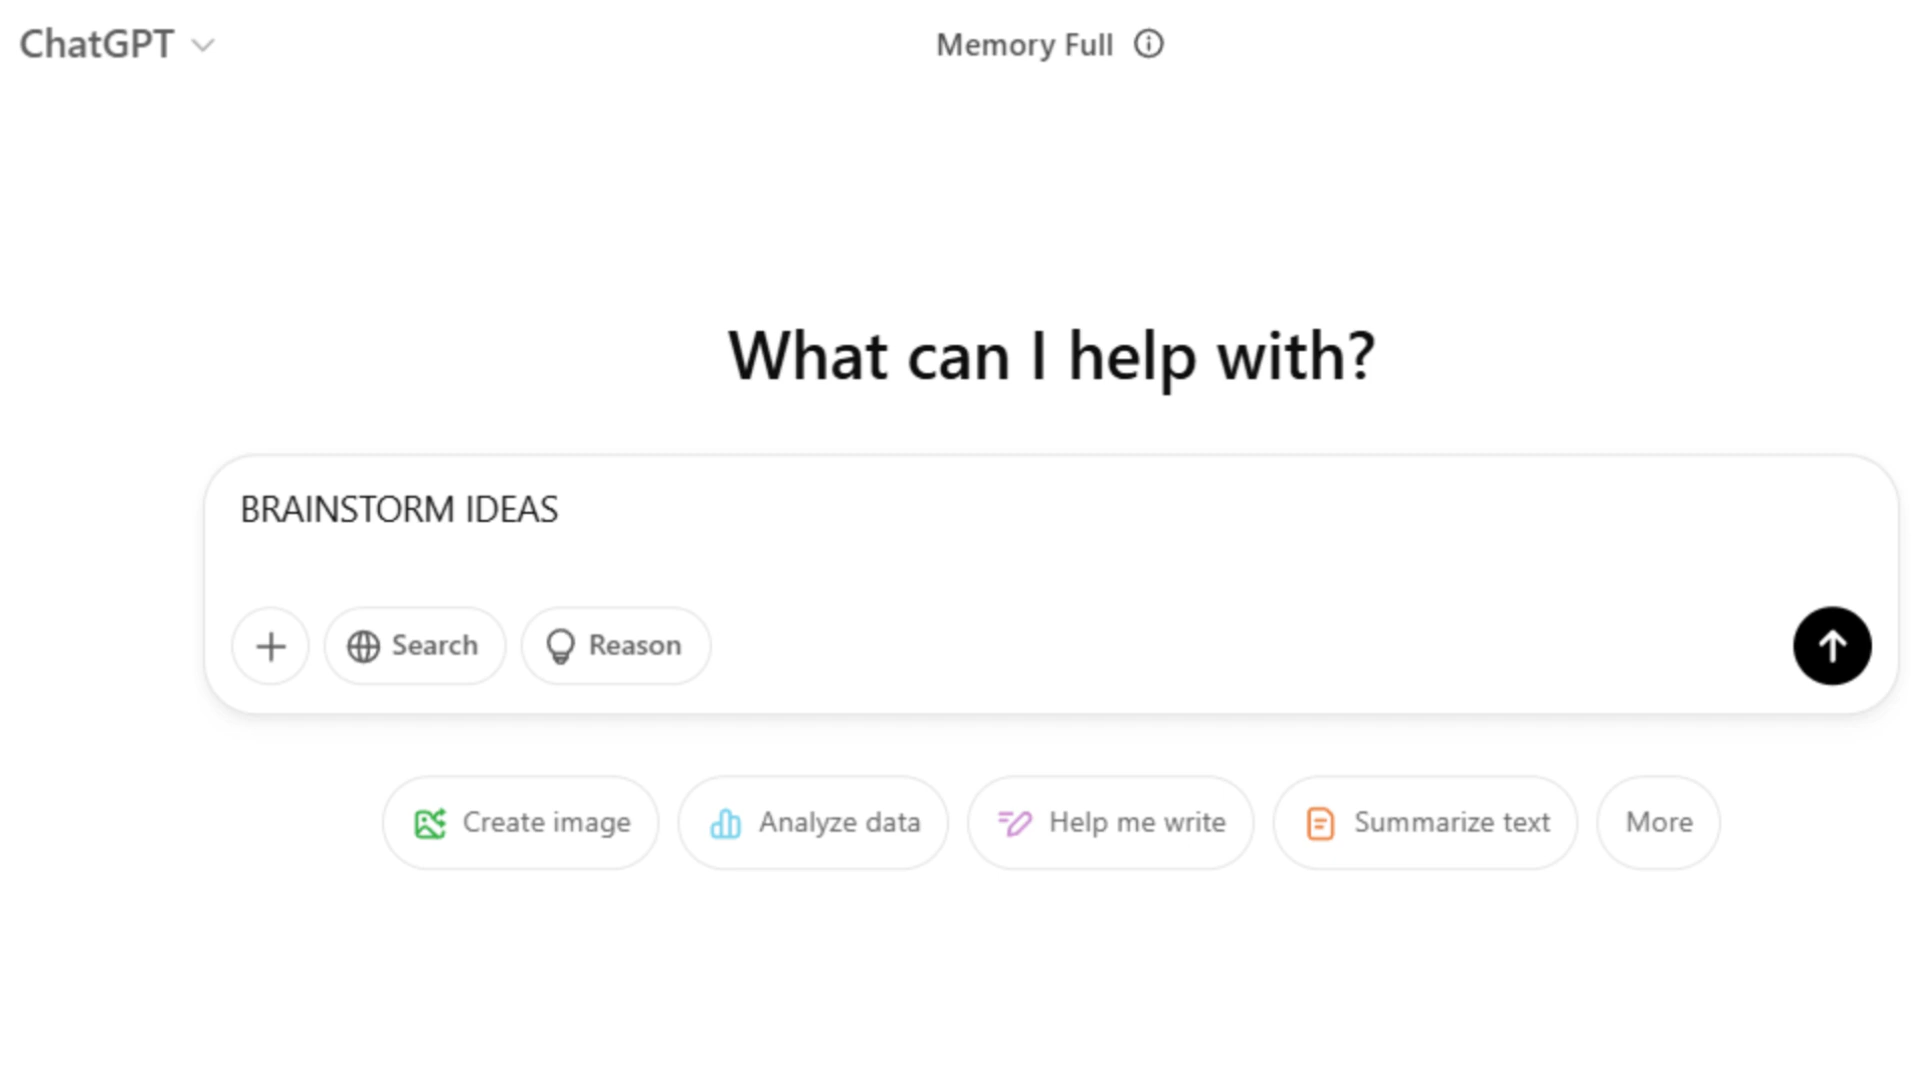 ChatGPT
Memory Full
What can I help with?
BRAINSTORM IDEAS
Search
Reason
Create image
Analyze data
Help me write
Summarize text
More